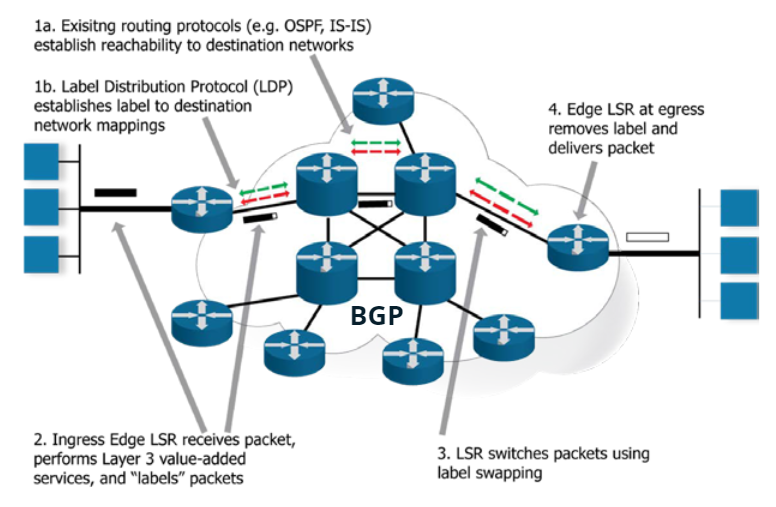 1a. Exisitng routing protocols (e.g. OSPF, IS-IS)
establish reachability to destination networks
1b. Label Distribution Protocol (LDP)
establishes label to destination
network mappings
4. Edge LSR at egress
removes label and
delivers packet
BGP
2. Ingress Edge LSR receives packet,
performs Layer 3 value-added
services, and “labels” packets
3. LSR switches packets using
label swapping